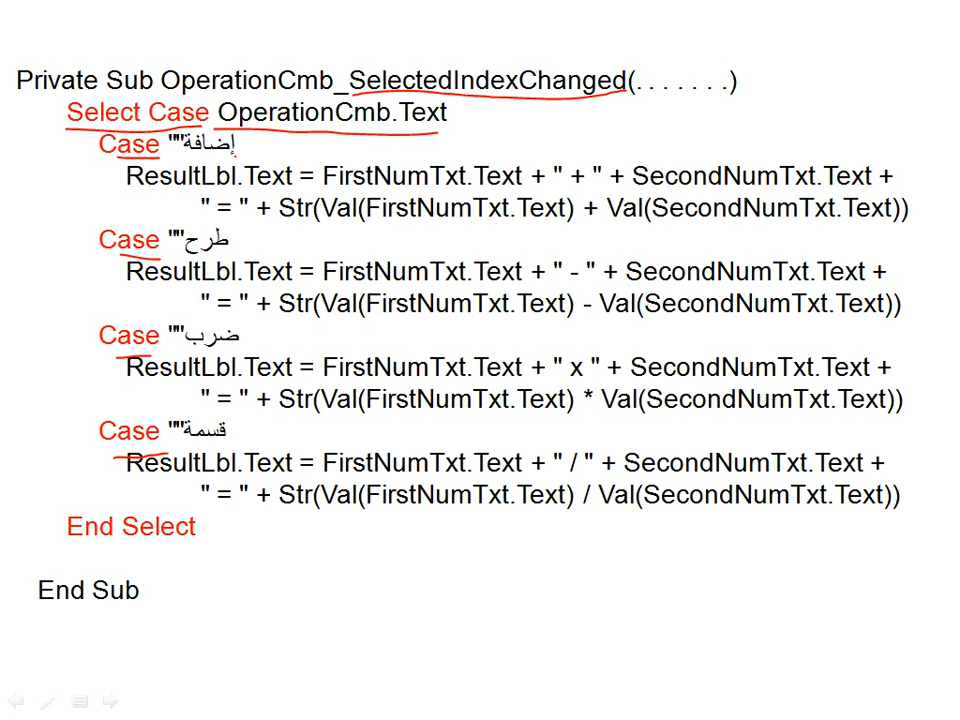 Private Sub OperationCmb_SelectedIndexChanged(. . . . . . .)
Select Case OperationCmb.Text
Case ""إضافة
ResultLbl.Text = FirstNumTxt.Text + " + " + SecondNumTxt.Text +
" = " + Str(Val(FirstNumTxt.Text) + Val(SecondNumTxt.Text))
Case ""طرح
ResultLbl.Text = FirstNumTxt.Text + " - " + SecondNumTxt.Text +
" = " + Str(Val(FirstNumTxt.Text) - Val(SecondNumTxt.Text))
Case ""ضرب
ResultLbl.Text = FirstNumTxt.Text + " x " + SecondNumTxt.Text +
" = " + Str(Val(FirstNumTxt.Text) * Val(SecondNumTxt.Text))
Case ""قسمة
ResultLbl.Text = FirstNumTxt.Text + " / " + SecondNumTxt.Text +
" = " + Str(Val(FirstNumTxt.Text) / Val(SecondNumTxt.Text))
End Select
End Sub